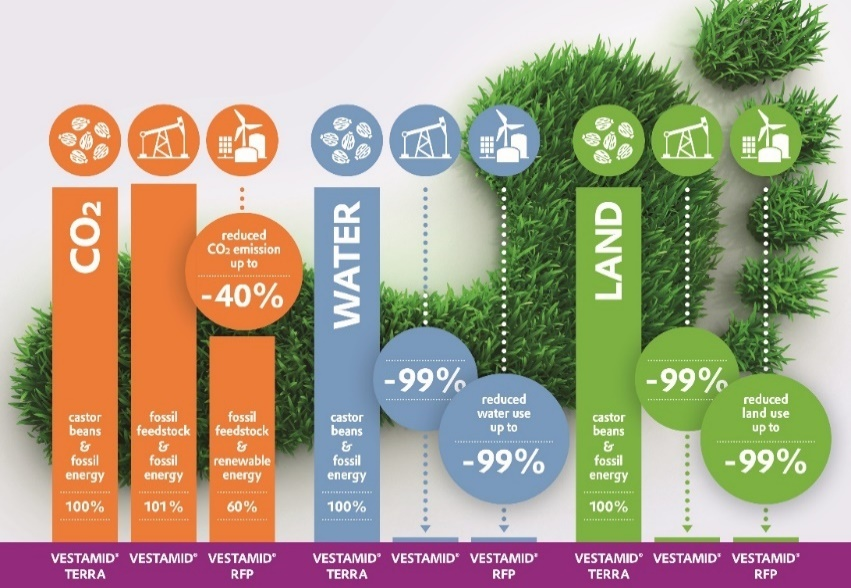 CO₂
castor
beans
&
fossil
energy
100%
fossil
feedstock
&
fossil
energy
101%
reduced
CO₂ emission
up to
-40%
fossil
feedstock
&
renewable
energy
60%
WATER
castor
beans
&
fossil
energy
100%
-99%
reduced
water use
up to
-99%
LAND
castor
beans
&
fossil
energy
100%
-99%
reduced
land use
up to
-99%
VESTAMID®
TERRA
VESTAMID®
VESTAMID®
RFP
VESTAMID®
TERRA
VESTAMID®
VESTAMID®
RFP
VESTAMID®
TERRA
VESTAMID®
VESTAMID®
RFP